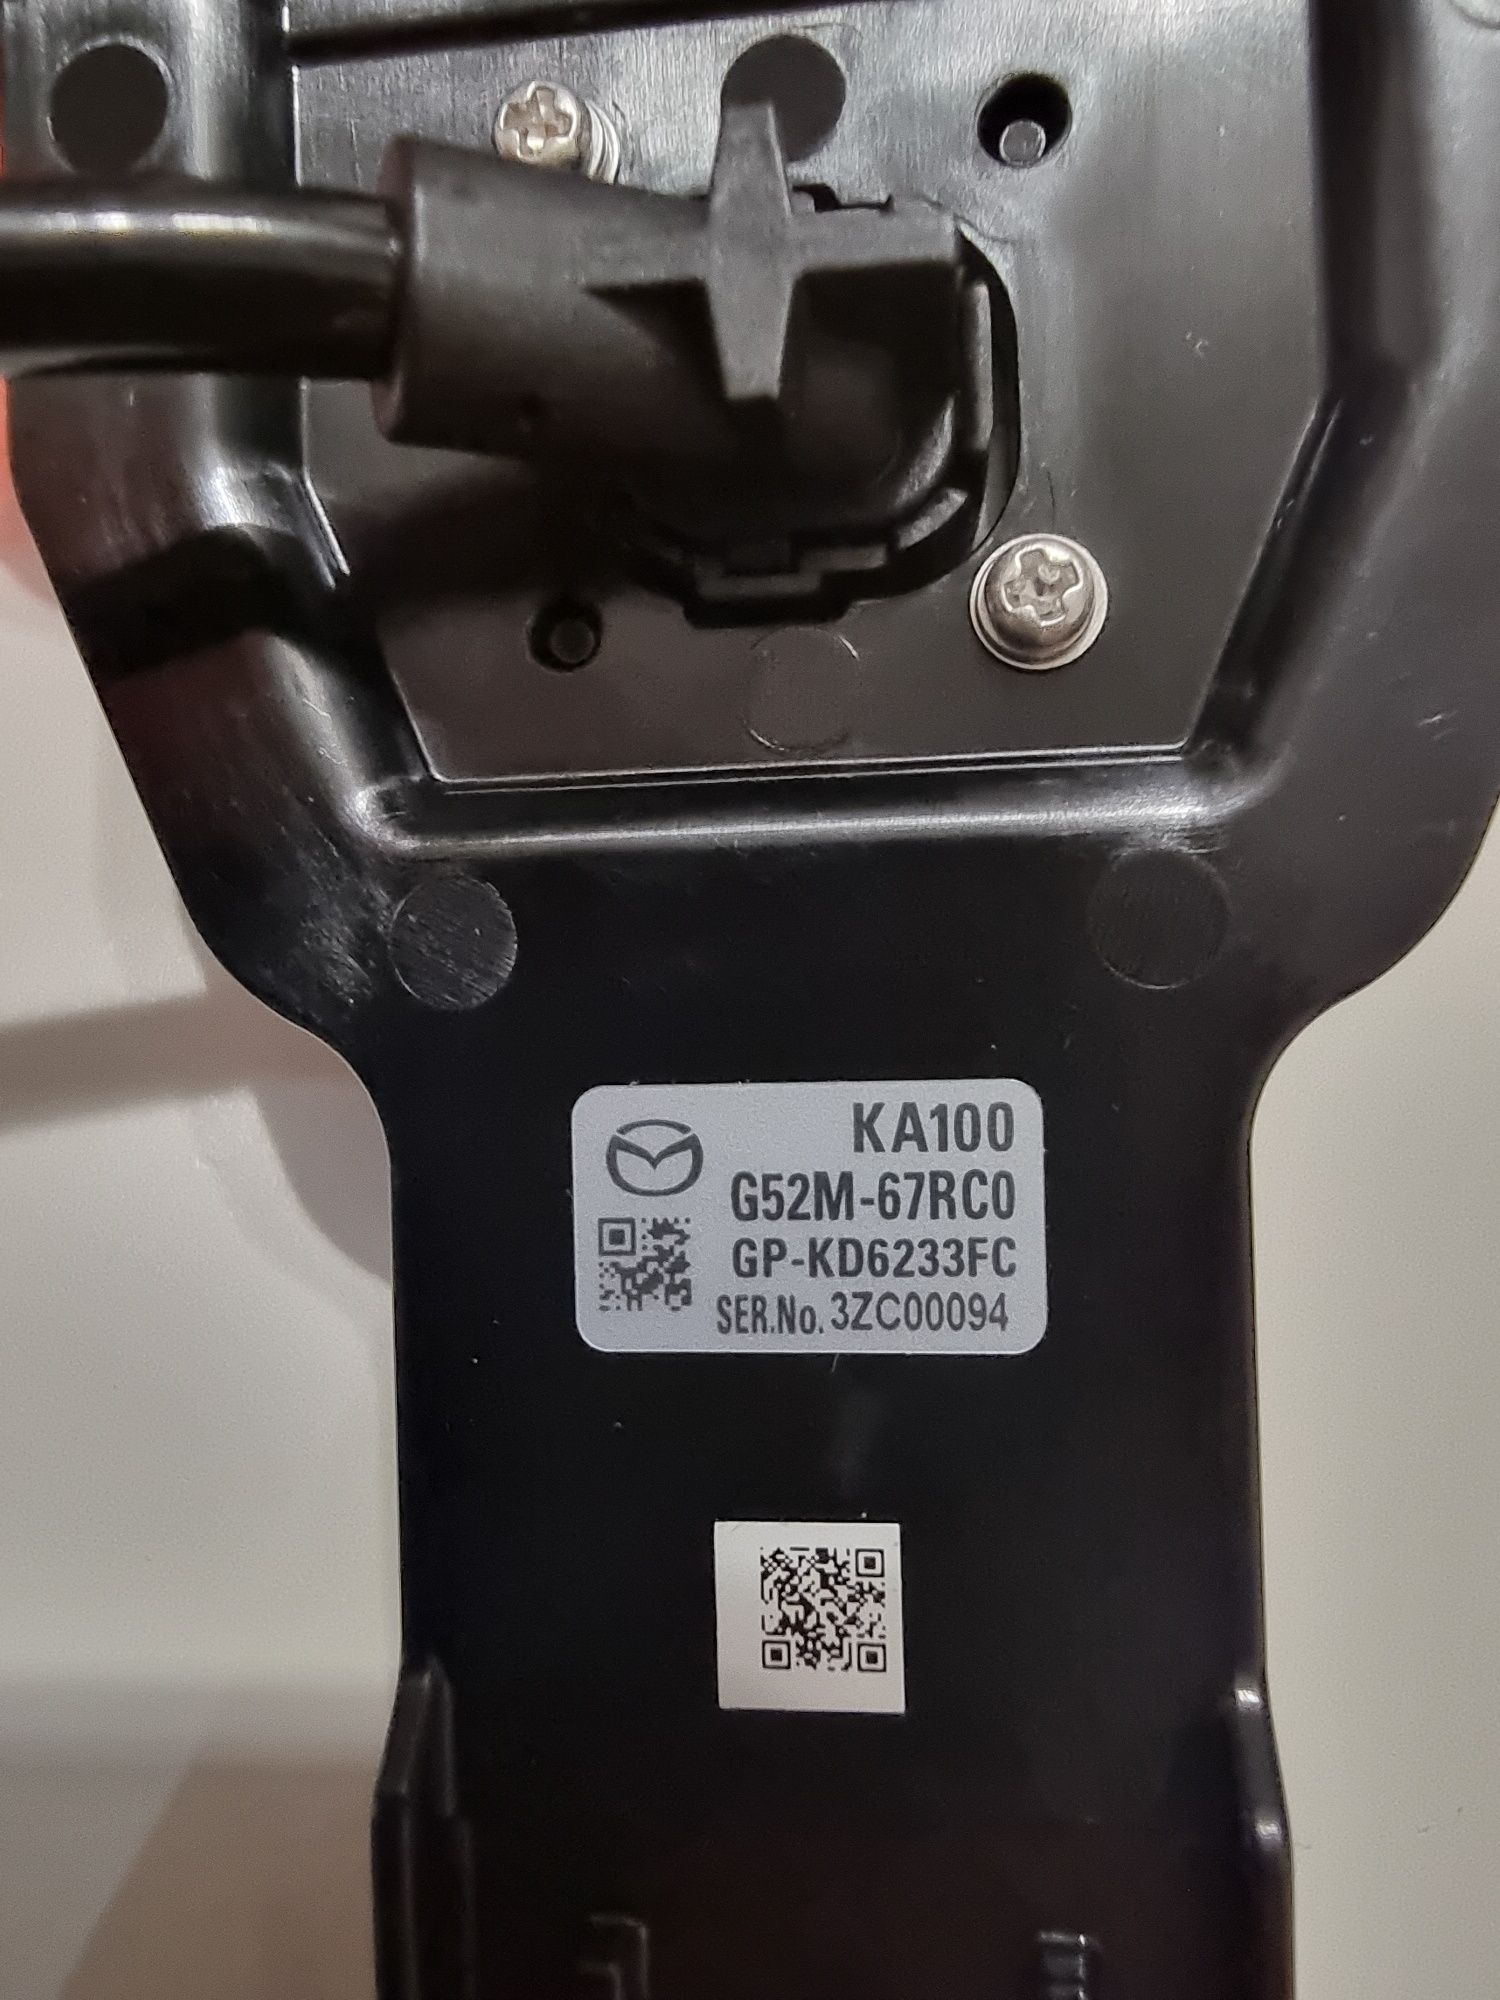 KA100
G52M-67RC0
GP-KD6233FC
SER.No. 3ZC00094